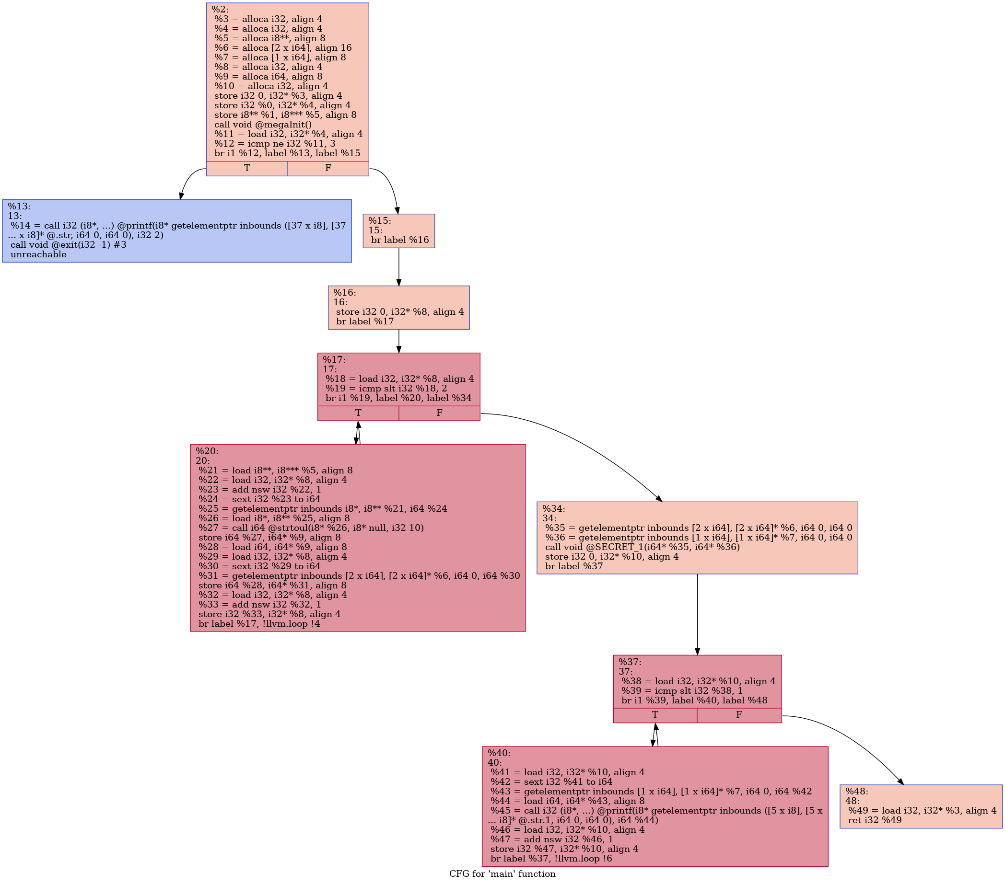 %2:
%3 = alloca i32, align 4
%4 = alloca i32, align 4
%5 = alloca i8**, align 8
%6 = alloca [2 x i64], align 16
%7 = alloca [1 x i64], align 8
%8 = alloca i32, align 4
%9 = alloca i64, align 8
%10 = alloca i32, align 4
store i32 0, i32* %3, align 4
store i32 %0, i32* %4, align 4
store i8** %1, i8*** %5, align 8
call void @megaInit()
%11 = load i32, i32* %4, align 4
%12 = icmp ne i32 %11, 3
br i1 %12, label %13, label %15
T F
%13:
13:
%14 = call i32 (i8*, ...) @printf(i8* getelementptr inbounds ([37 x i8], [37
... x i8]* @.str, i64 0, i64 0), i32 2)
call void @exit(i32 -1) #3
unreachable
%15:
15:
br label %16
%16:
16:
store i32 0, i32* %8, align 4
br label %17
%17:
17:
%18 = load i32, i32* %8, align 4
%19 = icmp slt i32 %18, 2
br i1 %19, label %20, label %34
T F
%20:
20:
%21 = load i8**, i8*** %5, align 8
%22 = load i32, i32* %8, align 4
%23 = add nsw i32 %22, 1
%24 = sext i32 %23 to i64
%25 = getelementptr inbounds i8*, i8** %21, i64 %24
%26 = load i8*, i8** %25, align 8
%27 = call i64 @strtoul(i8* %26, i8* null, i32 10)
store i64 %27, i64* %9, align 8
%28 = load i64, i64* %9, align 8
%29 = load i32, i32* %8, align 4
%30 = sext i32 %29 to i64
%31 = getelementptr inbounds [2 x i64], [2 x i64]* %6, i64 0, i64 %30
store i64 %28, i64* %31, align 8
%32 = load i32, i32* %8, align 4
%33 = add nsw i32 %32, 1
store i32 %33, i32* %8, align 4
br label %17, !llvm.loop !4
%34:
34:
%35 = getelementptr inbounds [2 x i64], [2 x i64]* %6, i64 0, i64 0
%36 = getelementptr inbounds [1 x i64], [1 x i64]* %7, i64 0, i64 0
call void @SECRET_1(i64* %35, i64* %36)
store i32 0, i32* %10, align 4
br label %37
%37:
37:
%38 = load i32, i32* %10, align 4
%39 = icmp slt i32 %38, 1
br i1 %39, label %40, label %48
T F
%40:
40:
%41 = load i32, i32* %10, align 4
%42 = sext i32 %41 to i64
%43 = getelementptr inbounds [1 x i64], [1 x i64]* %7, i64 0, i64 %42
%44 = load i64, i64* %43, align 8
%45 = call i32 (i8*, ...) @printf(i8* getelementptr inbounds ([5 x i8], [5 x
... i8]* @.str.1, i64 0, i64 0), i64 %44)
%46 = load i32, i32* %10, align 4
%47 = add nsw i32 %46, 1
store i32 %47, i32* %10, align 4
br label %37, !llvm.loop !6
%48:
48:
%49 = load i32, i32* %3, align 4
ret i32 %49
CFG for 'main' function